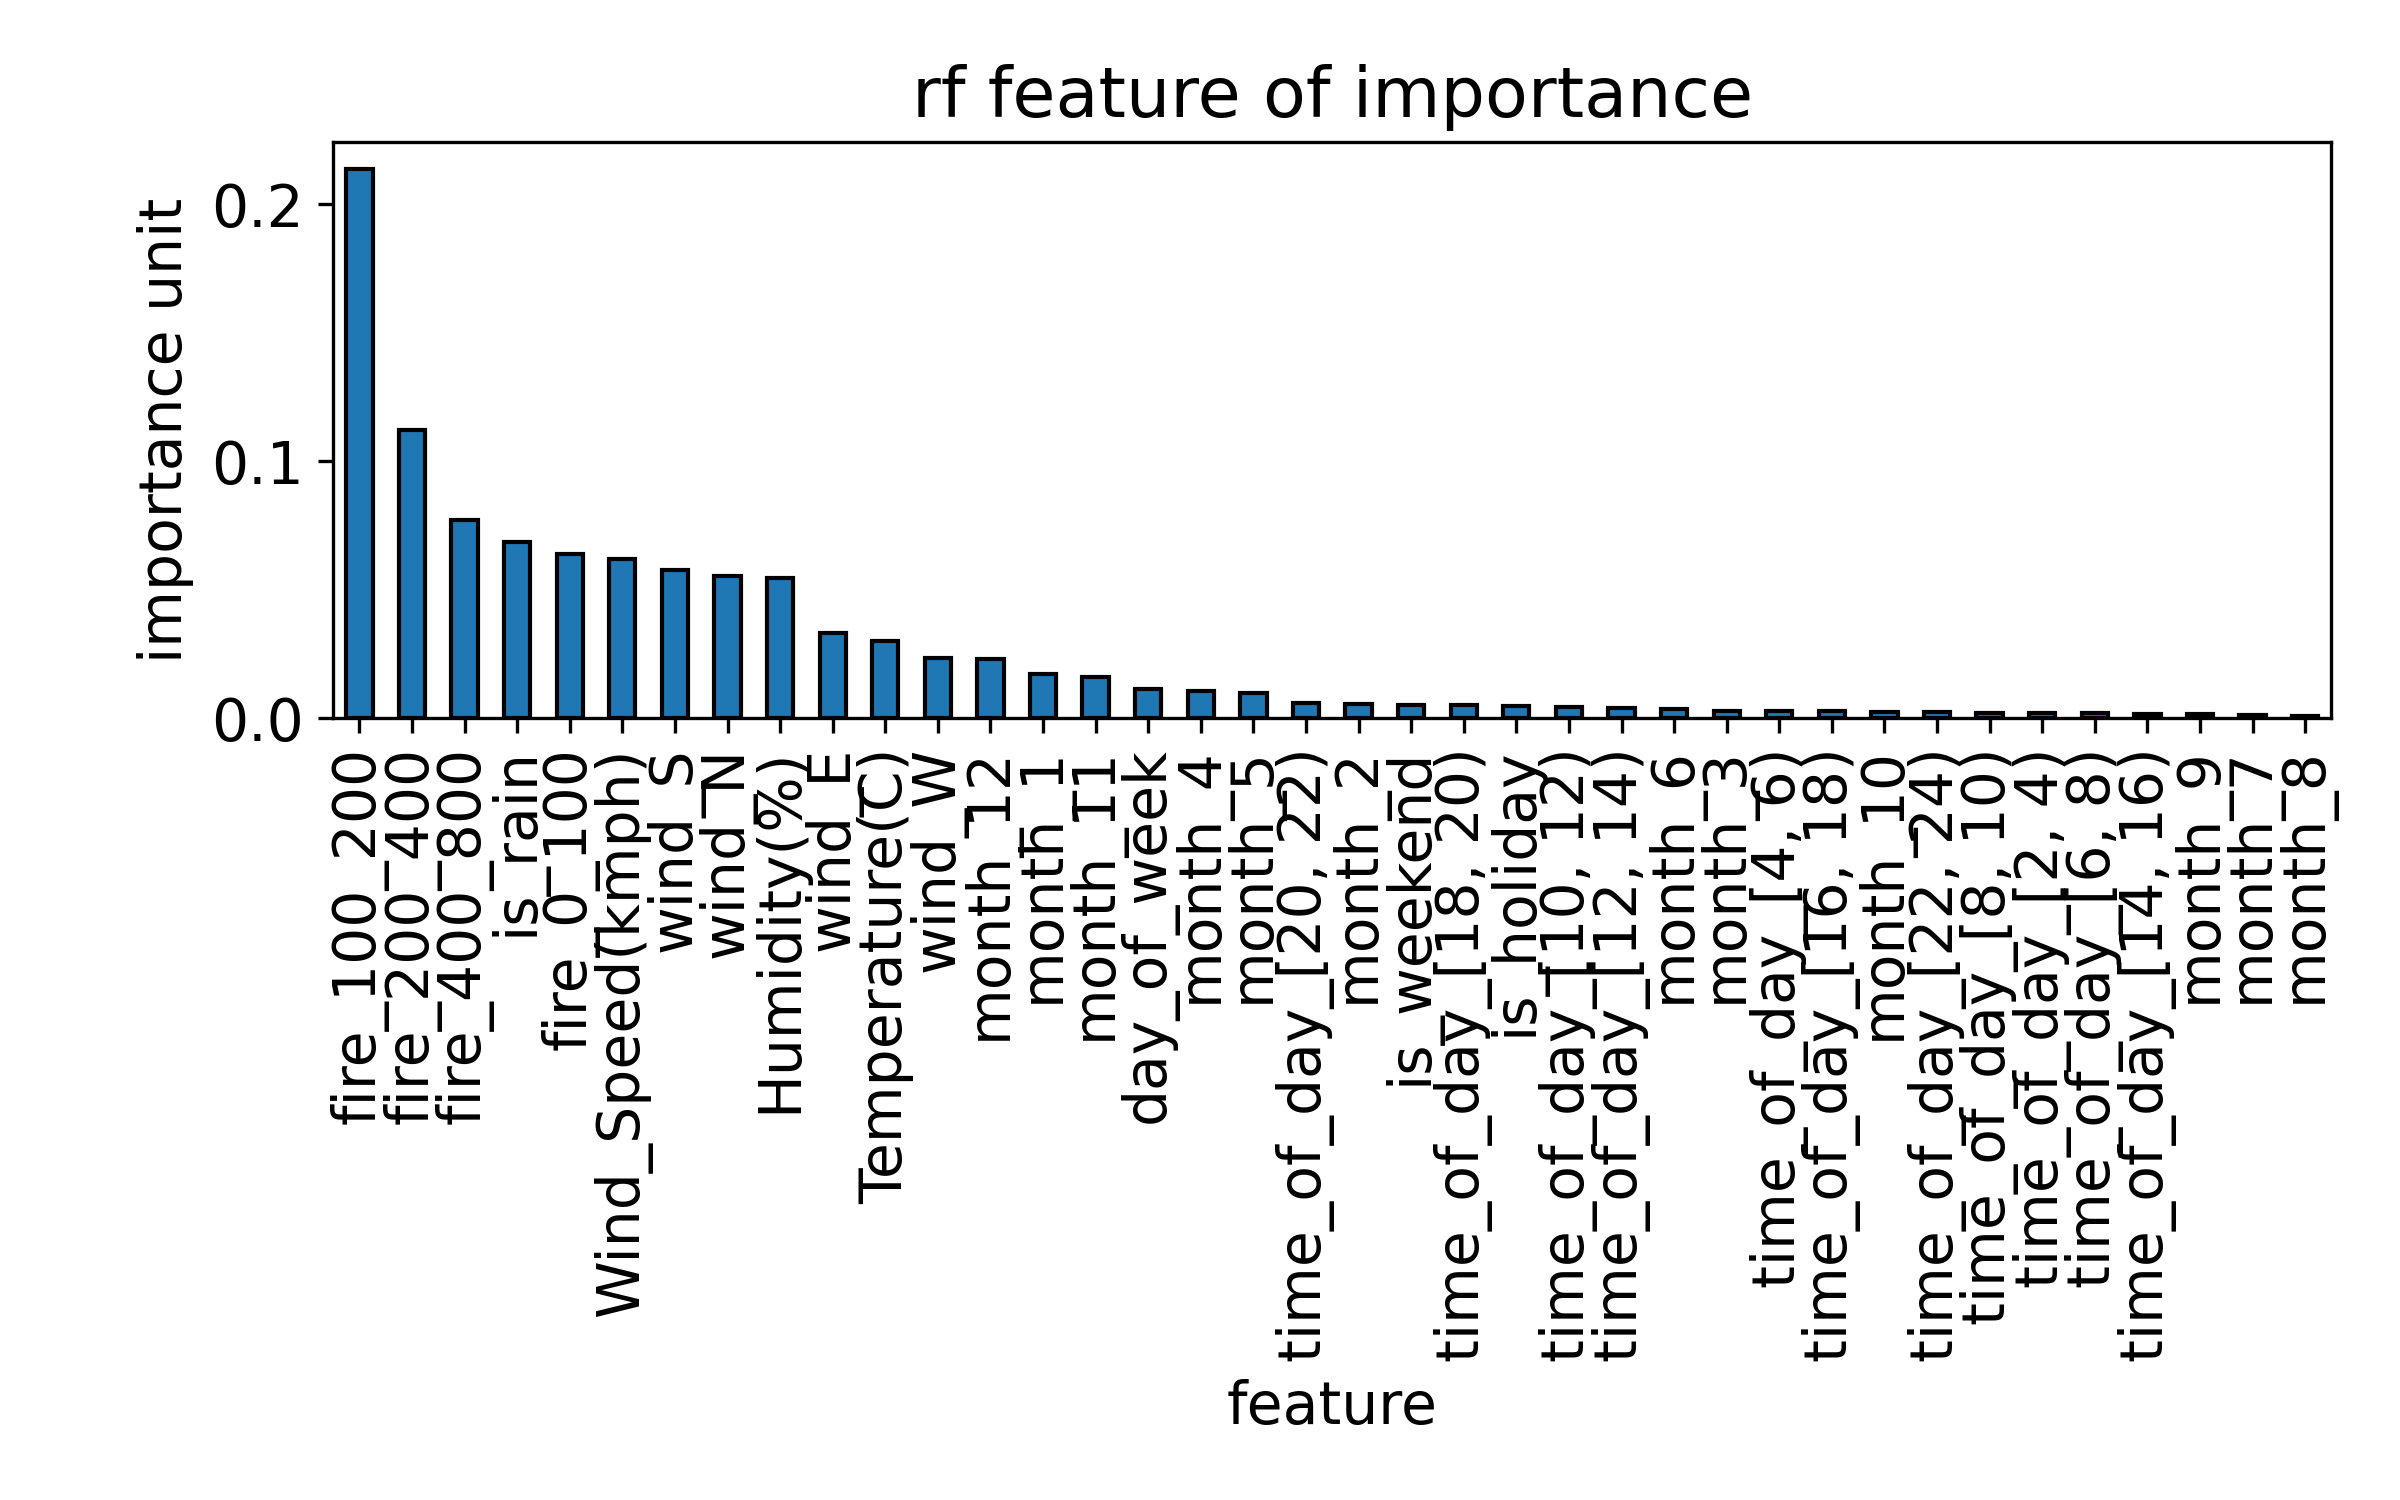 rf feature of importance
importance unit
0.2
0.1
0.0
fire_100_200
fire_200_400
fire_400_800
is_rain
fire_0_100
Wind_Speed(kmph)
wind_S
wind_N
Humidity(%)
wind_E
Temperature(C)
wind_W
month_12
month_1
month_11
day_of_week
month_4
month_5
time_of_day_[20, 22)
month_2
is_weekend
time_of_day_[18, 20)
is_holiday
time_of_day_[10, 12)
time_of_day_[12, 14)
month_6
month_3
time_of_day_[4, 6)
time_of_day_[16, 18)
month_10
time_of_day_[22, 24)
time_of_day_[8, 10)
time_of_day_[2, 4)
time_of_day_[6, 8)
time_of_day_[14, 16)
month_9
month_7
month_8
feature